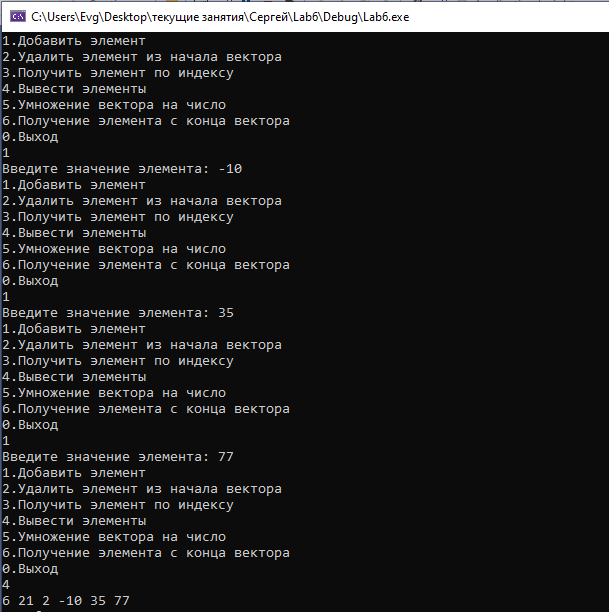 C:\Users\Evg\Desktop\текущие занятия\Сергей\Lab6\Debug\Lab6.exe
1.Добавить элемент
2.Удалить элемент из начала вектора
3.Получить элемент по индексу
4.Вывести элементы
5.Умножение вектора на число
6.Получение элемента с конца вектора
0.Выход
1
Введите значение элемента: -10
1.Добавить элемент
2.Удалить элемент из начала вектора
3.Получить элемент по индексу
4.Вывести элементы
5.Умножение вектора на число
6.Получение элемента с конца вектора
0.Выход
1
Введите значение элемента: 35
1.Добавить элемент
2.Удалить элемент из начала вектора
3.Получить элемент по индексу
4.Вывести элементы
5.Умножение вектора на число
6.Получение элемента с конца вектора
0.Выход
1
Введите значение элемента: 77
1.Добавить элемент
2.Удалить элемент из начала вектора
3.Получить элемент по индексу
4.Вывести элементы
5.Умножение вектора на число
6.Получение элемента с конца вектора
0.Выход
4
6 21 2 -10 35 77